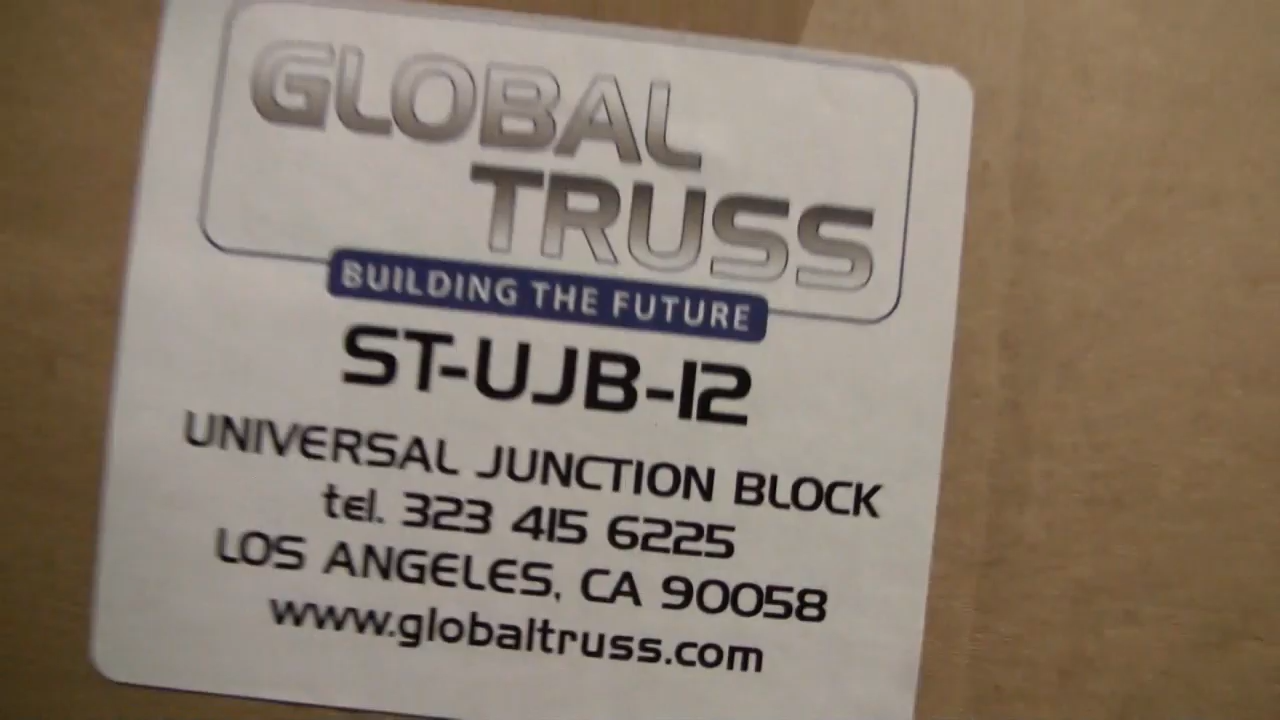 GLOBAL
TRUSS
BUILDING THE FUTURE
ST-UJB-12
UNIVERSAL JUNCTION BLOCK
tel. 323 415 6225
LOS ANGELES, CA 90058
www.globaltruss.com